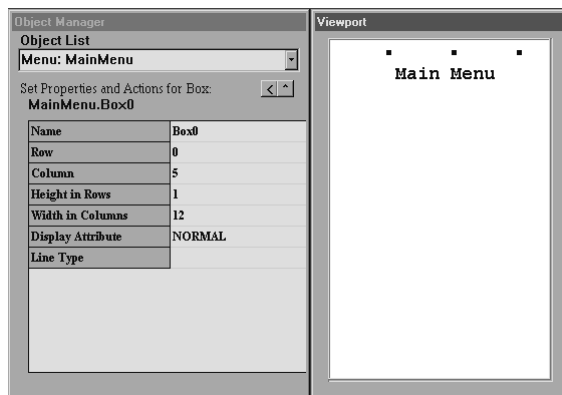 Object Manager
Object List
Menu: MainMenu
Set Properties and Actions for Box:
< ^
MainMenu.Box0
Name Box0
Row 0
Column 5
Height in Rows 1
Width in Columns 12
Display Attribute NORMAL
Line Type
Viewport
Main Menu